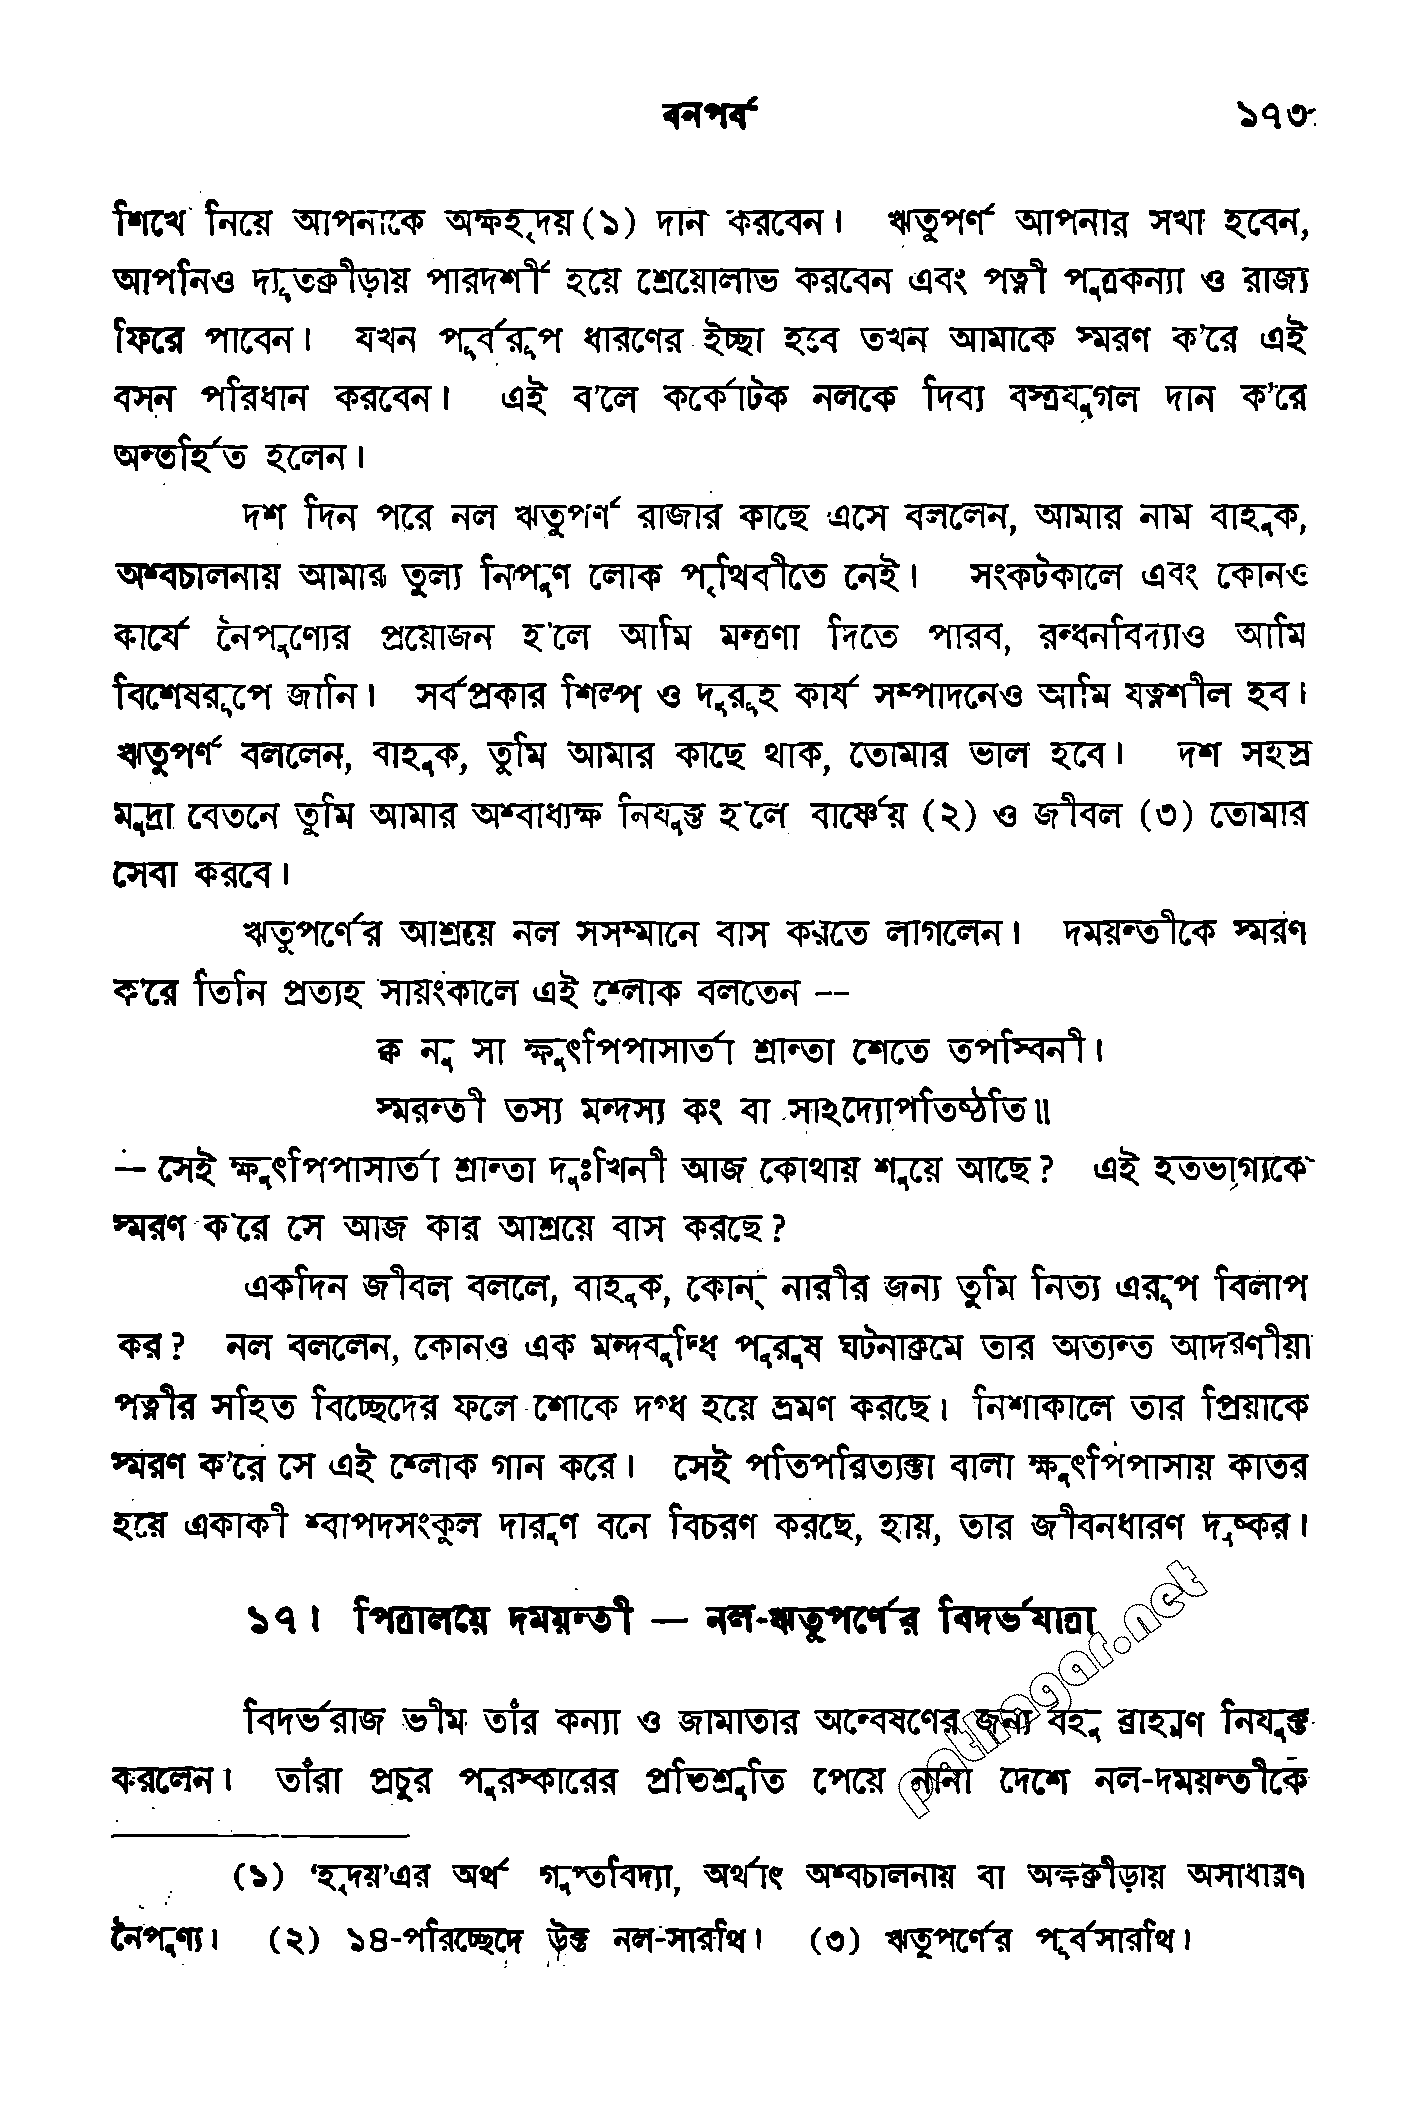 বনপর্ব ১৭৩
শিখে নিয়ে আপনাকে অক্ষহৃদয় (১) দান করবেন। ঋতুপর্ণ আপনার সখা হবেন,
আপনিও দ্যূতক্রীড়ায় পারদর্শী হয়ে শ্রেয়োলাভ করবেন এবং পত্নী পুত্রকন্যা ও রাজ্য
ফিরে পাবেন। যখন পূর্বরূপ ধারণের ইচ্ছা হবে তখন আমাকে স্মরণ ক'রে এই
বসন পরিধান করবেন। এই ব'লে কর্কোটক নলকে দিব্য বস্ত্রযুগল দান ক'রে
অন্তর্হিত হলেন।
দশ দিন পরে নল ঋতুপর্ণ রাজার কাছে এসে বললেন, আমার নাম বাহুক,
অশ্বচালনায় আমার তুল্য নিপুণ লোক পৃথিবীতে নেই। সংকটকালে এবং কোনও
কার্যে নৈপুণ্যের প্রয়োজন হ'লে আমি মন্ত্রণা দিতে পারব, রন্ধনবিদ্যাও আমি
বিশেষরূপে জানি। সর্বপ্রকার শিল্প ও দুরূহ কার্য সম্পাদনেও আমি যত্নশীল হব।
ঋতুপর্ণ বললেন, বাহুক, তুমি আমার কাছে থাক, তোমার ভাল হবে। দশ সহস্র
মুদ্রা বেতনে তুমি আমার অশ্বাধ্যক্ষ নিযুক্ত হ'লে বার্ষ্ণেয় (২) ও জীবল (৩) তোমার
সেবা করবে।
ঋতুপর্ণের আশ্রয়ে নল সসম্মানে বাস করতে লাগলেন। দময়ন্তীকে স্মরণ
ক'রে তিনি প্রত্যহ সায়ংকালে এই শ্লোক বলতেন --
ক্ব নু সা ক্ষুৎপিপাসার্তা শ্রান্তা শেতে তপস্বিনী।
স্মরন্তী তস্য মন্দস্য কং বা সাহদ্যোপতিষ্ঠতি॥
— সেই ক্ষুৎপিপাসার্তা শ্রান্তা দুঃখিনী আজ কোথায় শুয়ে আছে? এই হতভাগ্যকে
স্মরণ ক'রে সে আজ কার আশ্রয়ে বাস করছে?
একদিন জীবল বললে, বাহুক, কোন্ নারীর জন্য তুমি নিত্য এরূপ বিলাপ
কর? নল বললেন, কোনও এক মন্দবুদ্ধি পুরুষ ঘটনাক্রমে তার অত্যন্ত আদরণীয়া
পত্নীর সহিত বিচ্ছেদের ফলে শোকে দগ্ধ হয়ে ভ্রমণ করছে। নিশাকালে তার প্রিয়াকে
স্মরণ ক'রে সে এই শ্লোক গান করে। সেই পতিপরিত্যক্তা বালা ক্ষুৎপিপাসায় কাতর
হয়ে একাকী শ্বাপদসংকুল দারুণ বনে বিচরণ করছে, হায়, তার জীবনধারণ দুষ্কর।
১৭। পিত্রালয়ে দময়ন্তী — নল-ঋতুপর্ণের বিদর্ভযাত্রা
বিদর্ভরাজ ভীম তাঁর কন্যা ও জামাতার অন্বেষণের জন্য বহু ব্রাহ্মণ নিযুক্ত
করলেন। তাঁরা প্রচুর পুরস্কারের প্রতিশ্রুতি পেয়ে নানা দেশে নল-দময়ন্তীকে
(১) 'হৃদয়'এর অর্থ গুপ্তবিদ্যা, অর্থাৎ অশ্বচালনায় বা অক্ষক্রীড়ায় অসাধারণ
নৈপুণ্য। (২) ১৪-পরিচ্ছেদে উক্ত নল-সারথি। (৩) ঋতুপর্ণের পূর্বসারথি।
pathagar.net